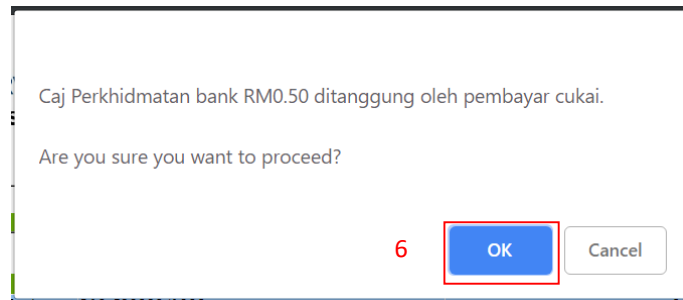 Caj Perkhidmatan bank RM0.50 ditanggung oleh pembayar cukai.
Are you sure you want to proceed?
6 OK Cancel